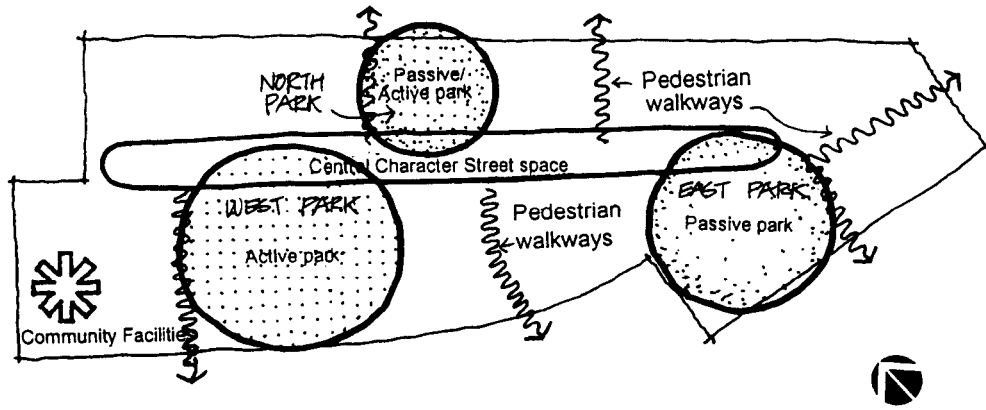 NORTH
PARK
Passive/
Active park
Pedestrian
walkways
Central Character Street space
WEST PARK
Active park
Pedestrian
walkways
EAST PARK
Passive park
Community Facilities